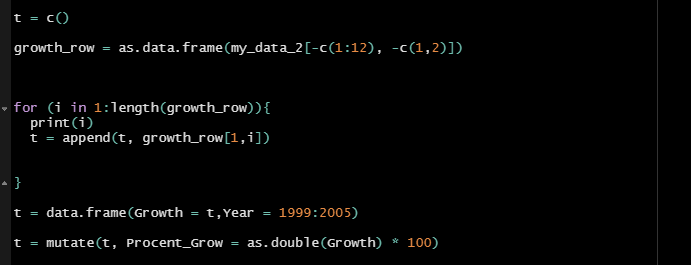 t = c()
growth_row = as.data.frame(my_data_2[-c(1:12), -c(1,2)])
for (i in 1:length(growth_row)){
print(i)
t = append(t, growth_row[1,i])
}
t = data.frame(Growth = t,Year = 1999:2005)
t = mutate(t, Procent_Grow = as.double(Growth) * 100)